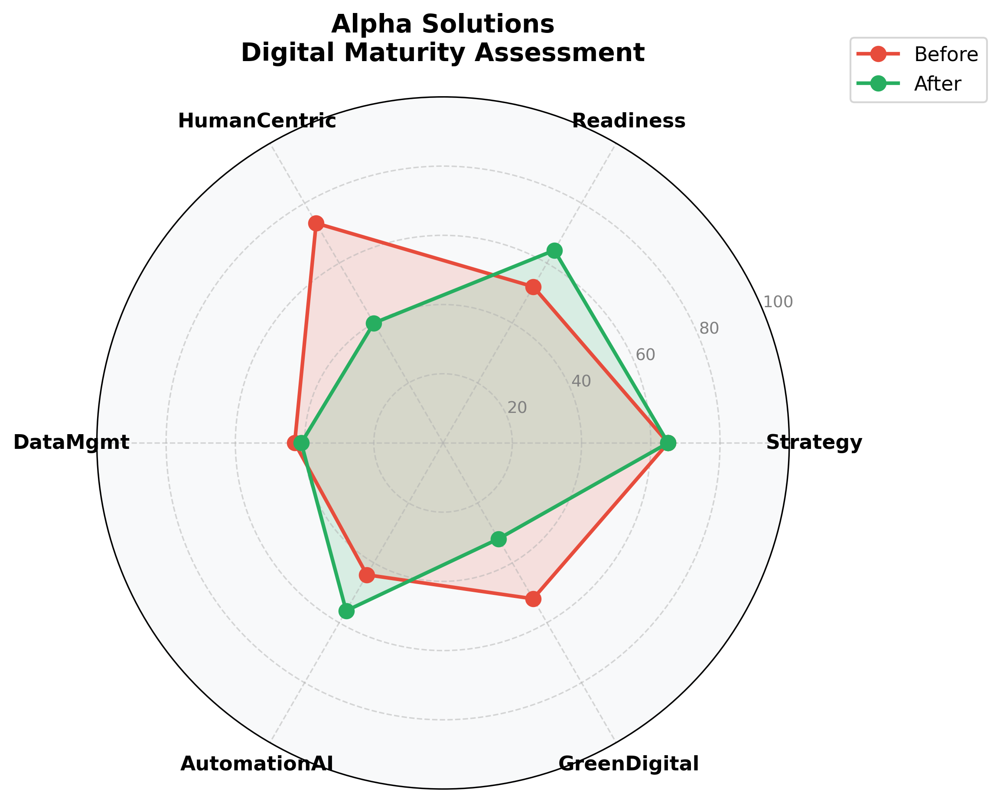 Alpha Solutions
Digital Maturity Assessment
Before
After
HumanCentric
Readiness
100
80
60
40
20
DataMgmt
Strategy
AutomationAI
GreenDigital